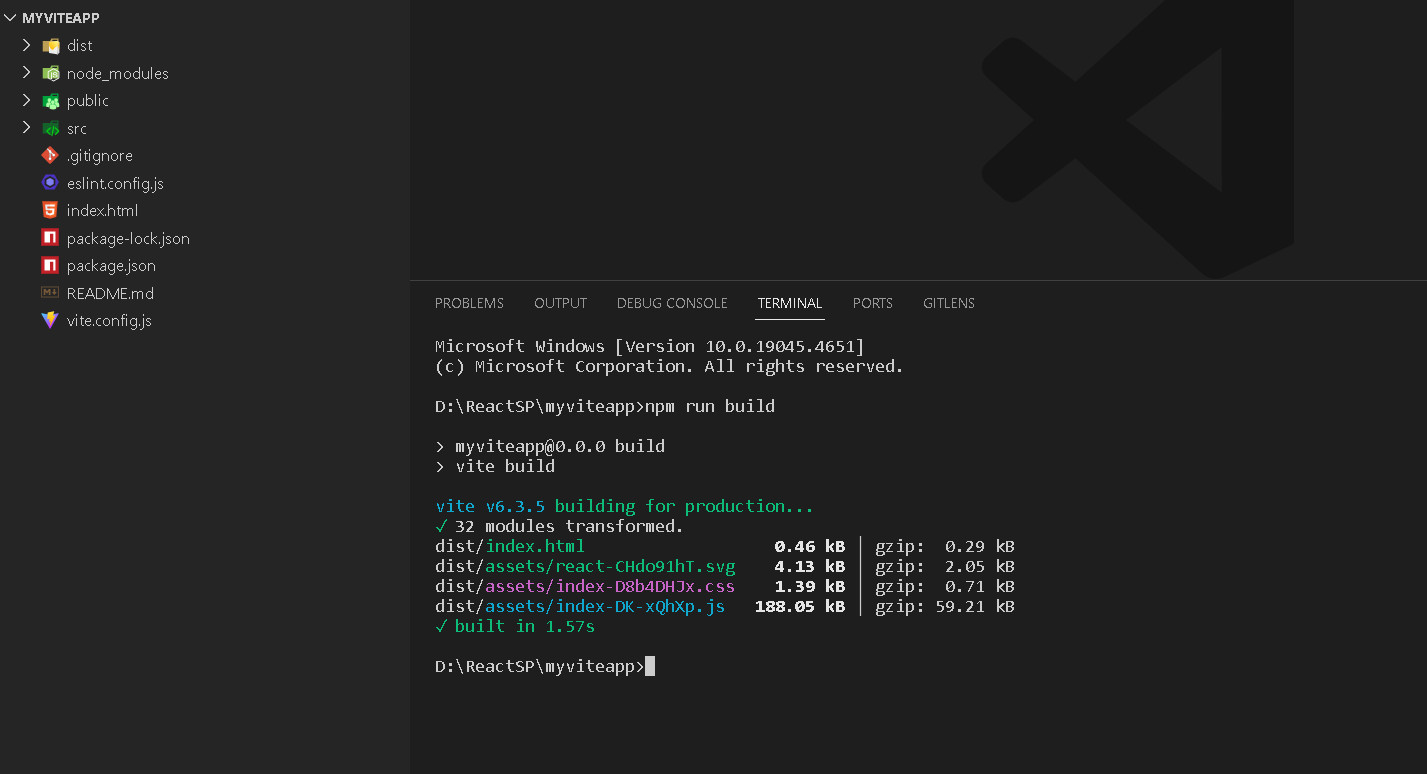 MYVITEAPP
dist
node_modules
public
src
.gitignore
eslint.config.js
index.html
package-lock.json
package.json
README.md
vite.config.js
PROBLEMS OUTPUT DEBUG CONSOLE TERMINAL PORTS GITLENS
Microsoft Windows [Version 10.0.19045.4651]
(c) Microsoft Corporation. All rights reserved.
D:\ReactSP\myviteapp>npm run build
> myviteapp@0.0.0 build
> vite build
vite v6.3.5 building for production...
✓ 32 modules transformed.
dist/index.html 0.46 kB │ gzip: 0.29 kB
dist/assets/react-CHdo91hT.svg 4.13 kB │ gzip: 2.05 kB
dist/assets/index-D8b4DHJx.css 1.39 kB │ gzip: 0.71 kB
dist/assets/index-DK-xQhXp.js 188.05 kB │ gzip: 59.21 kB
✓ built in 1.57s
D:\ReactSP\myviteapp>